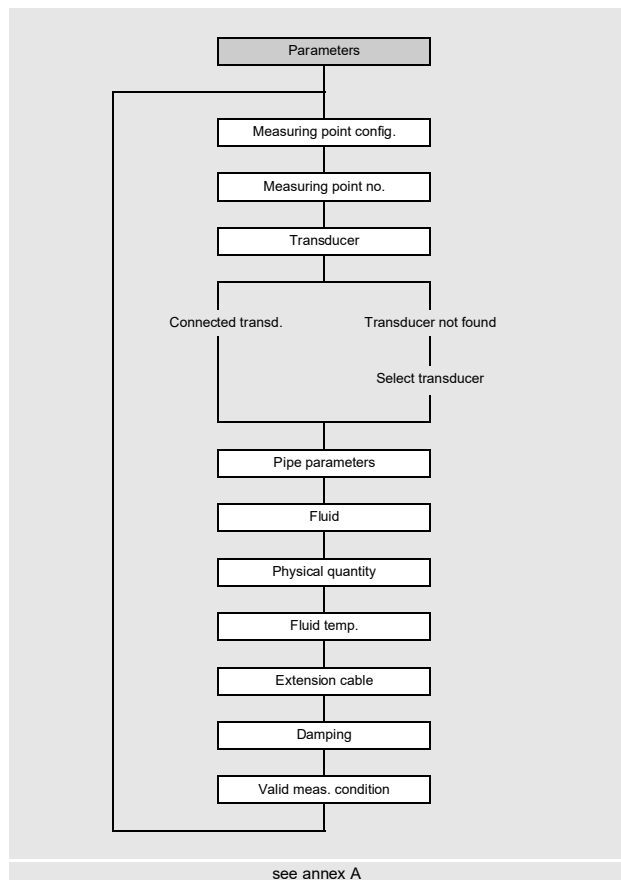 Parameters
Measuring point config.
Measuring point no.
Transducer
Connected transd.
Transducer not found
Select transducer
Pipe parameters
Fluid
Physical quantity
Fluid temp.
Extension cable
Damping
Valid meas. condition
see annex A